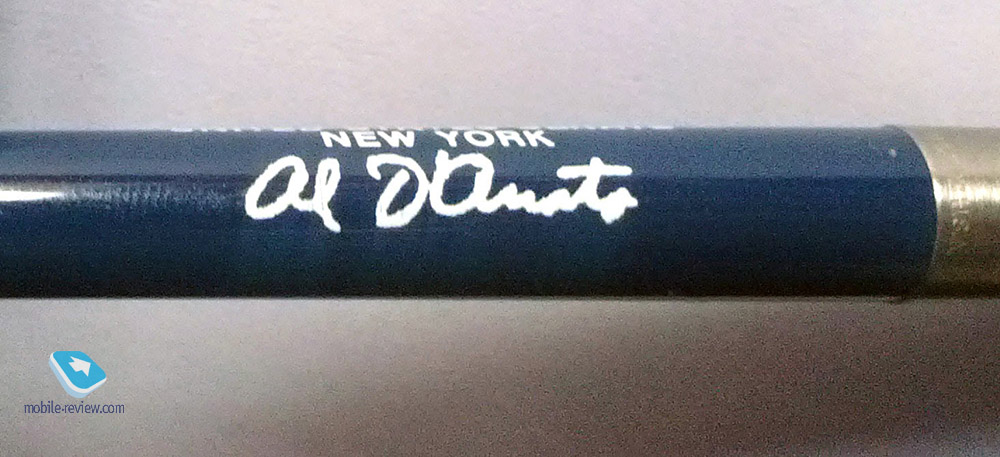 NEW YORK
Al D'Amato
mobile-review.com